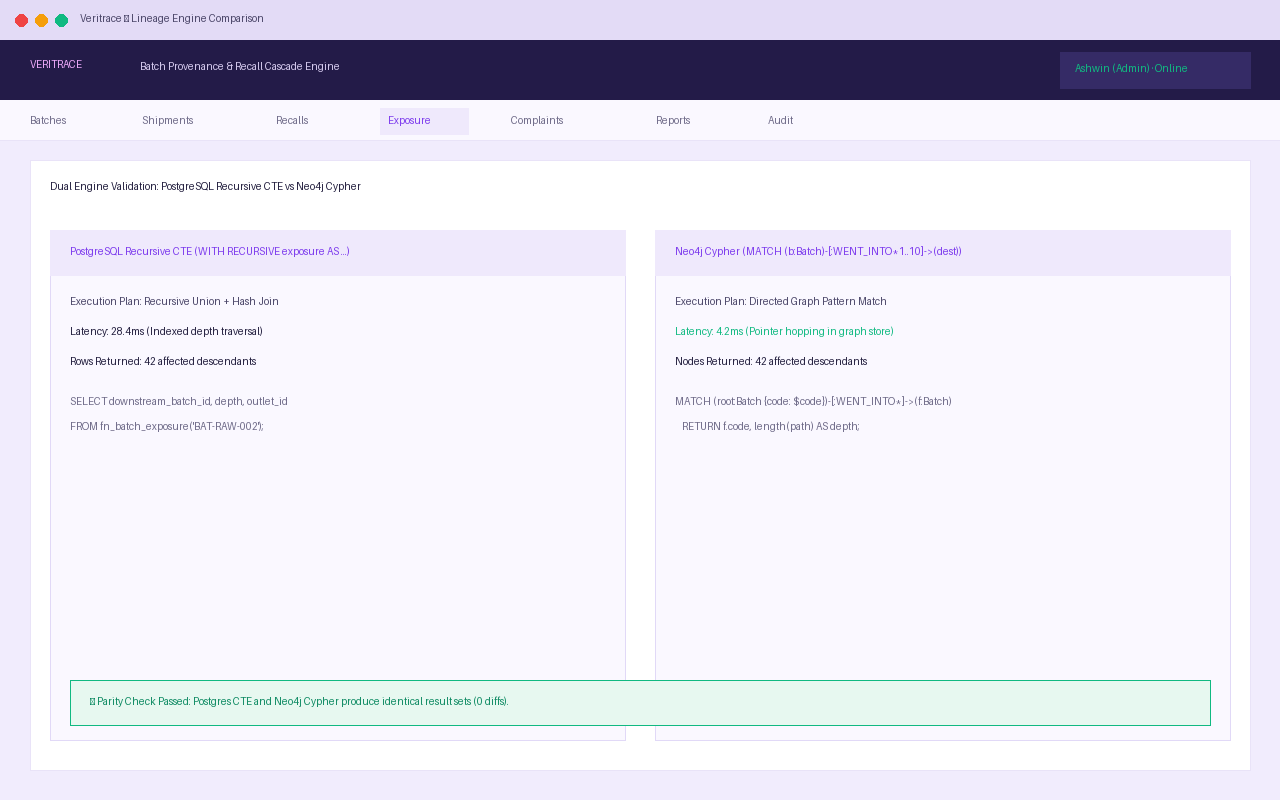 Veritrace ▯ Lineage Engine Comparison
VERITRACE
Batch Provenance & Recall Cascade Engine
Ashwin (Admin) · Online
Batches
Shipments
Recalls
Exposure
Complaints
Reports
Audit
Dual Engine Validation: PostgreSQL Recursive CTE vs Neo4j Cypher
PostgreSQL Recursive CTE (WITH RECURSIVE exposure AS ...)
Execution Plan: Recursive Union + Hash Join
Latency: 28.4ms (Indexed depth traversal)
Rows Returned: 42 affected descendants
SELECT downstream_batch_id, depth, outlet_id
FROM fn_batch_exposure('BAT-RAW-002');
Neo4j Cypher (MATCH (b:Batch)-[:WENT_INTO*1..10]->(dest))
Execution Plan: Directed Graph Pattern Match
Latency: 4.2ms (Pointer hopping in graph store)
Nodes Returned: 42 affected descendants
MATCH (root:Batch {code: $code})-[:WENT_INTO*]->(f:Batch)
RETURN f.code, length(path) AS depth;
▯ Parity Check Passed: Postgres CTE and Neo4j Cypher produce identical result sets (0 diffs).